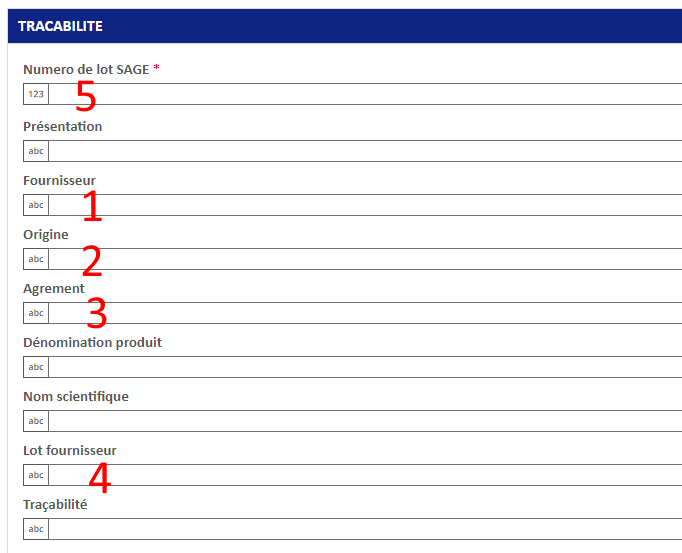 TRACABILITE
Numero de lot SAGE *
123 5
Présentation
abc
Fournisseur
abc 1
Origine
abc 2
Agrement
abc 3
Dénomination produit
abc
Nom scientifique
abc
Lot fournisseur
abc 4
Traçabilité
abc